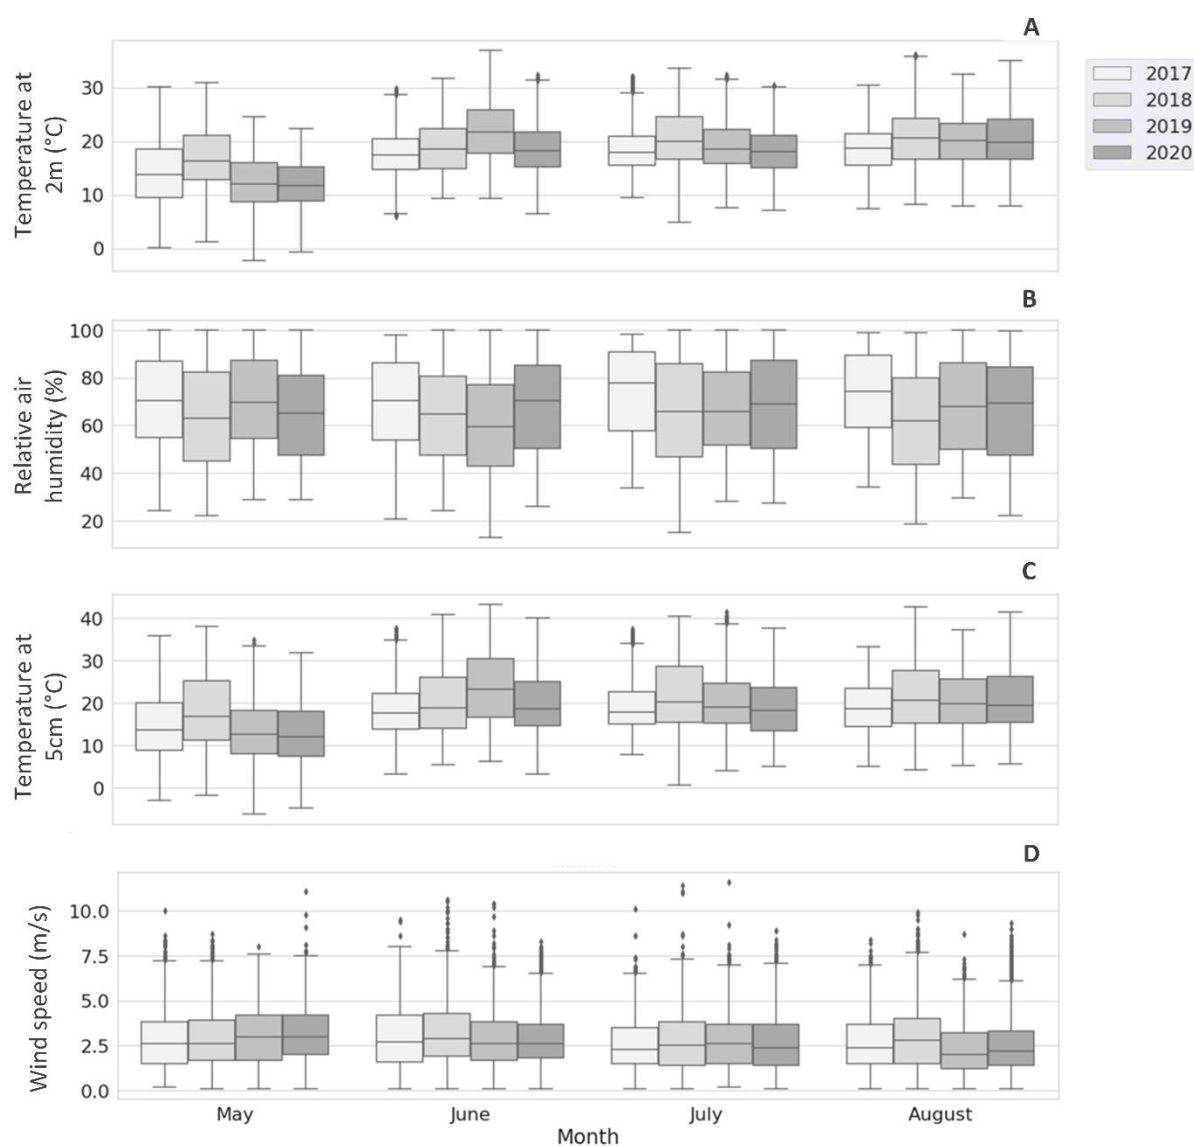 A
Temperature at
2m (°C)
30
20
10
0
2017
2018
2019
2020
B
Relative air
humidity (%)
100
80
60
40
20
C
Temperature at
5cm (°C)
40
30
20
10
0
D
Wind speed (m/s)
10.0
7.5
5.0
2.5
0.0
May June July August
Month